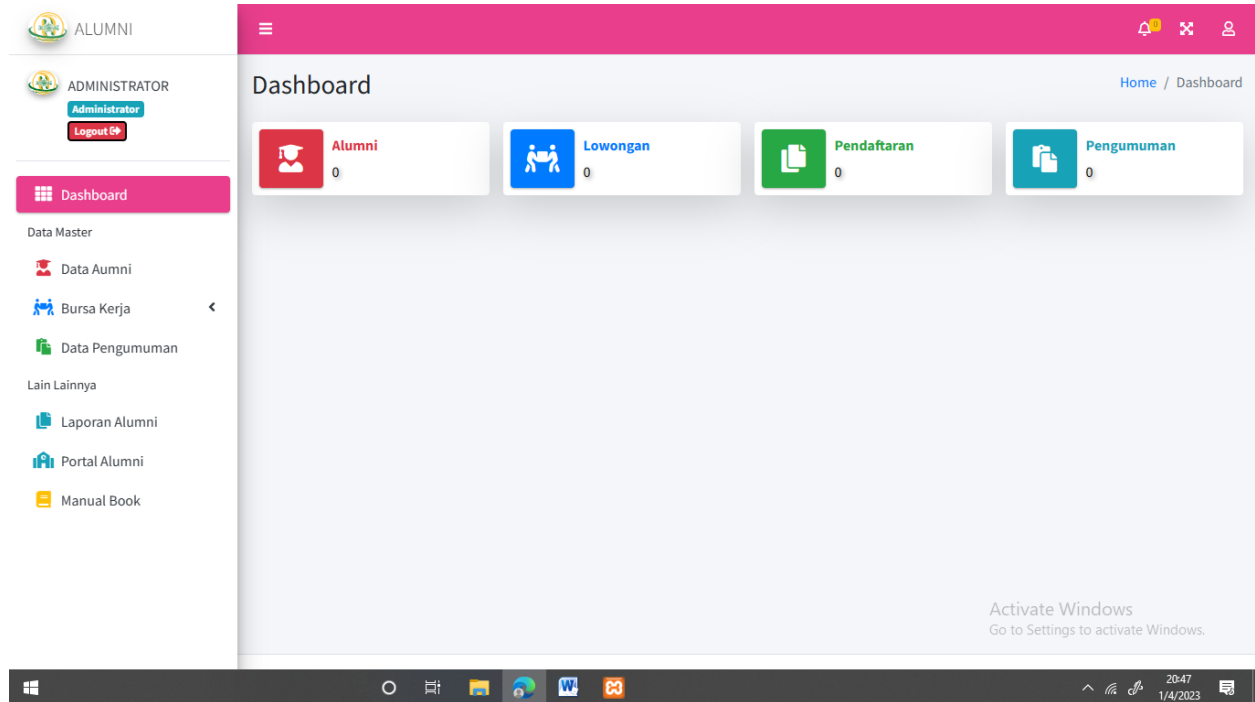 ALUMNI
0
ADMINISTRATOR
Administrator
Logout
Dashboard
Home / Dashboard
Alumni
0
Lowongan
0
Pendaftaran
0
Pengumuman
0
Dashboard
Data Master
Data Aumni
Bursa Kerja
Data Pengumuman
Lain Lainnya
Laporan Alumni
Portal Alumni
Manual Book
Activate Windows
Go to Settings to activate Windows.
20:47
1/4/2023